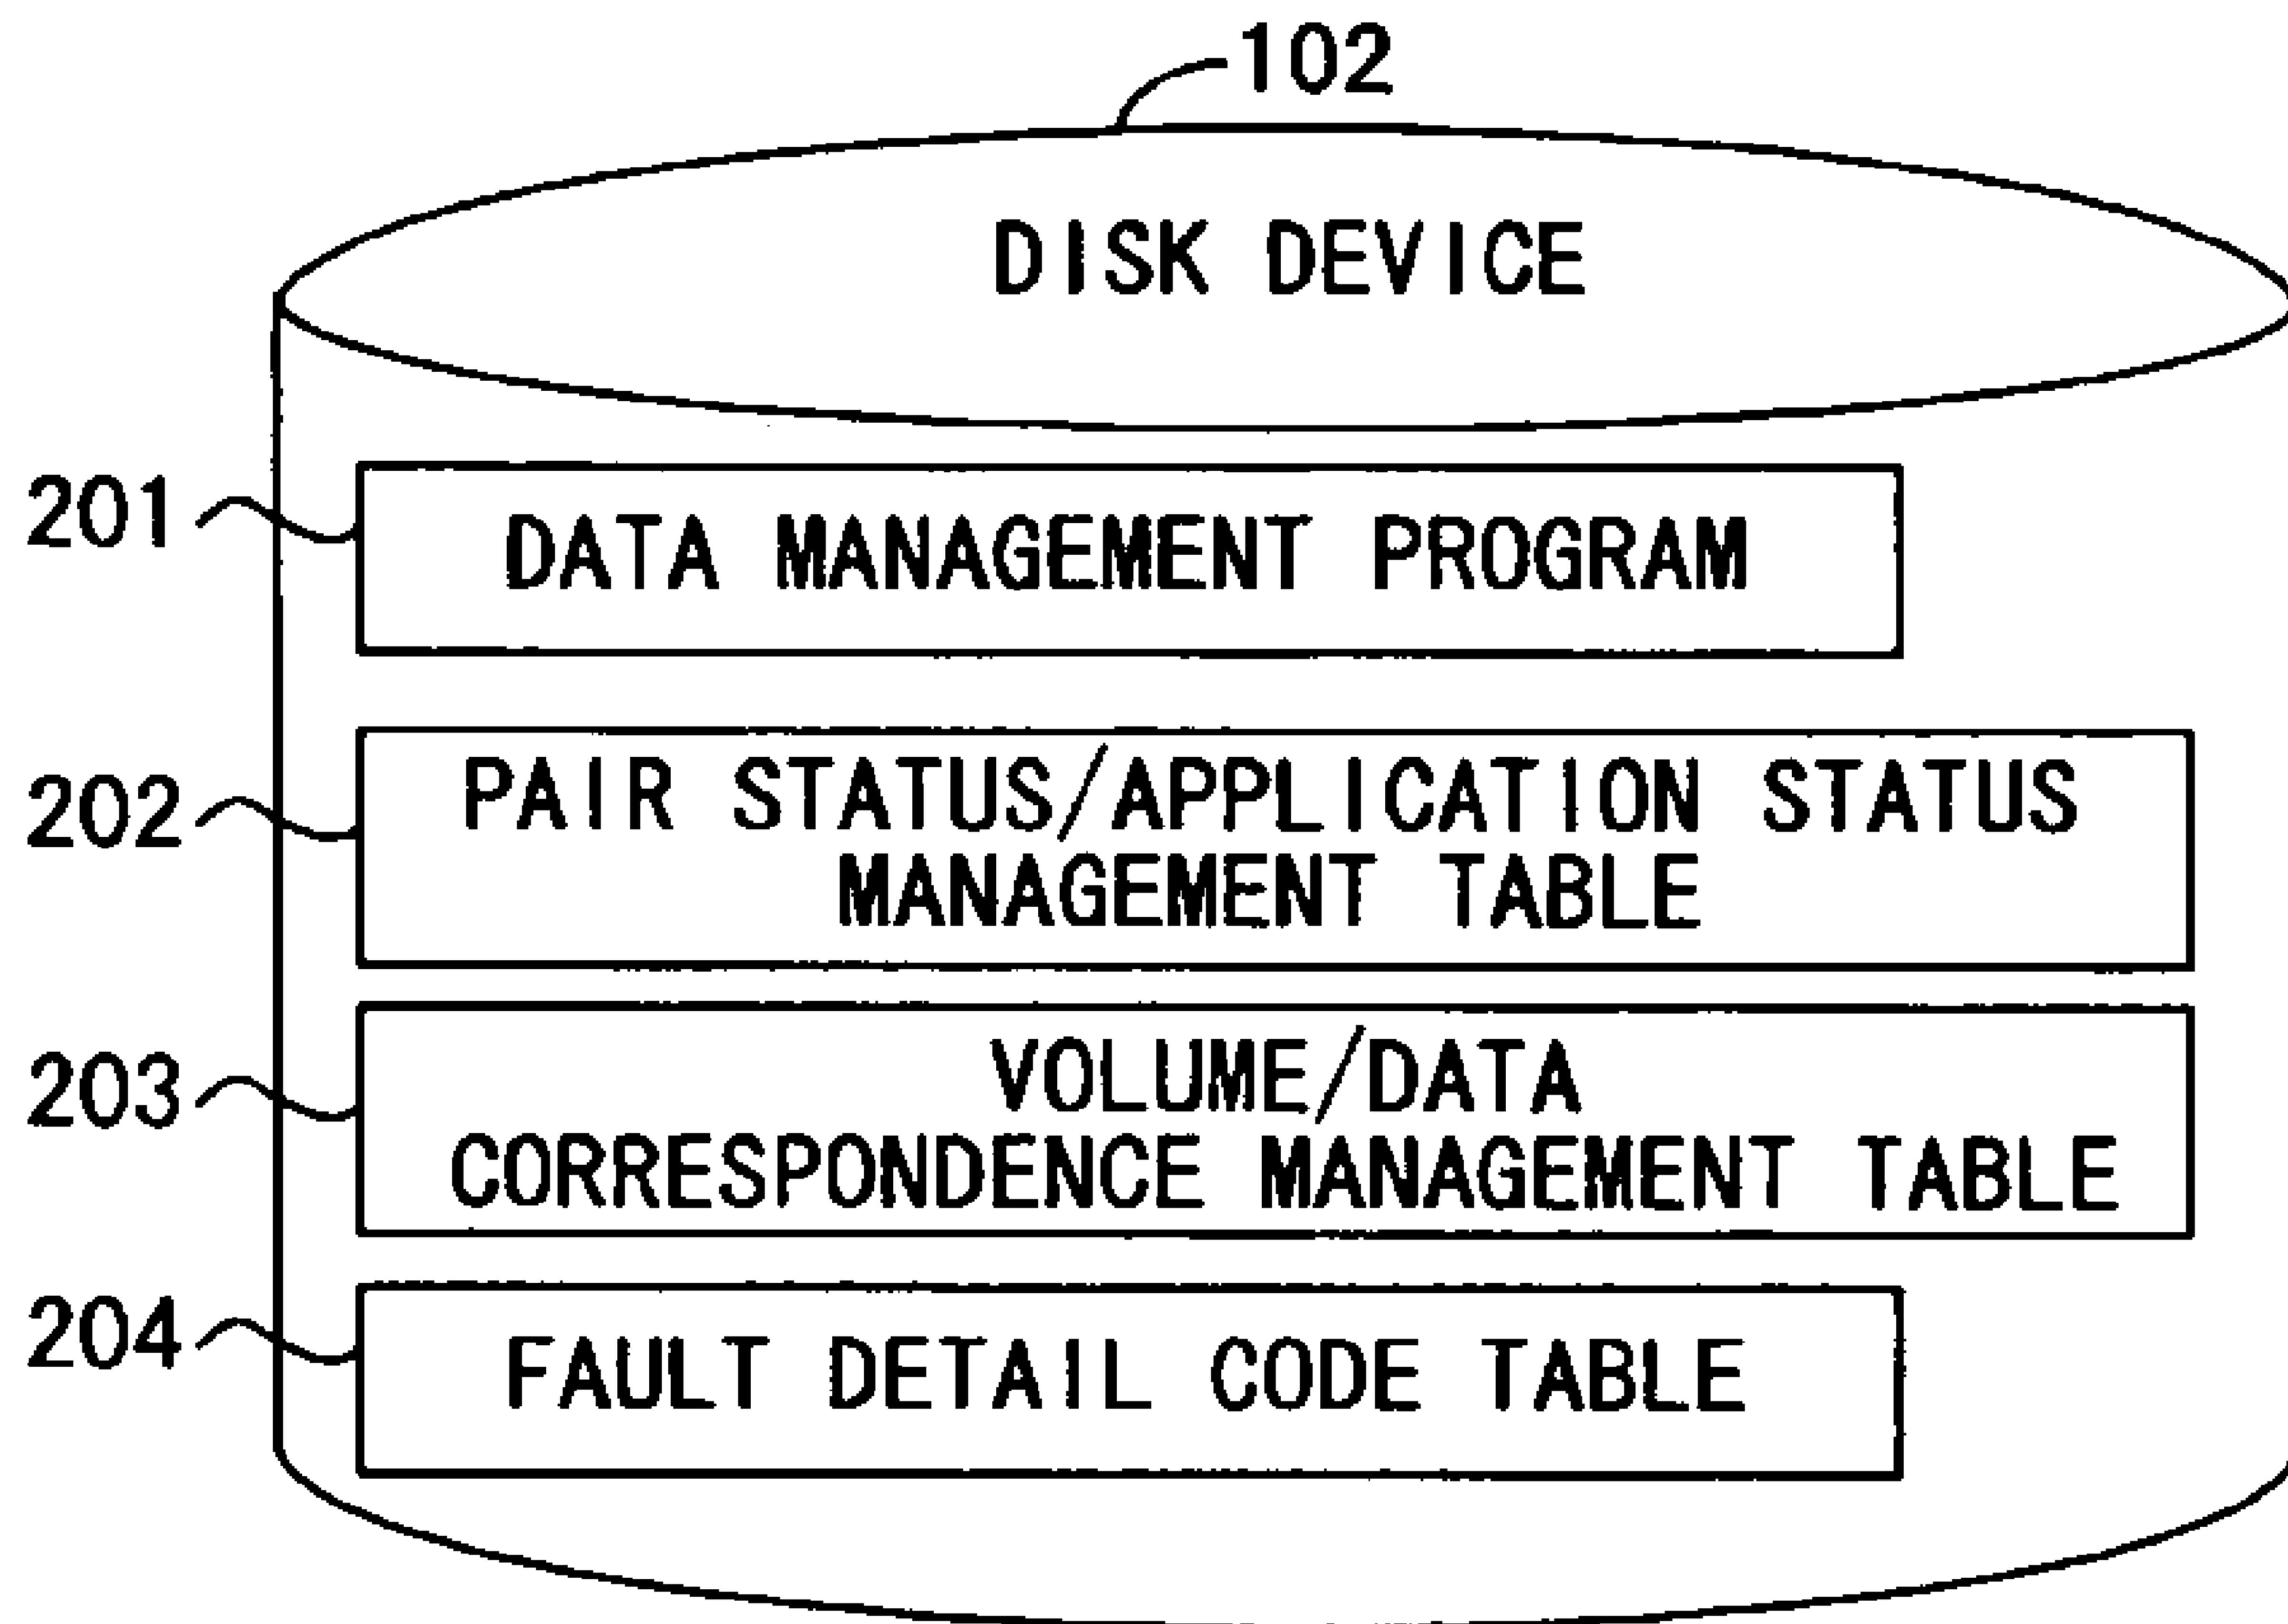 102
DISK DEVICE
201
DATA MANAGEMENT PROGRAM
202
PAIR STATUS/APPLICATION STATUS
MANAGEMENT TABLE
203
VOLUME/DATA
CORRESPONDENCE MANAGEMENT TABLE
204
FAULT DETAIL CODE TABLE